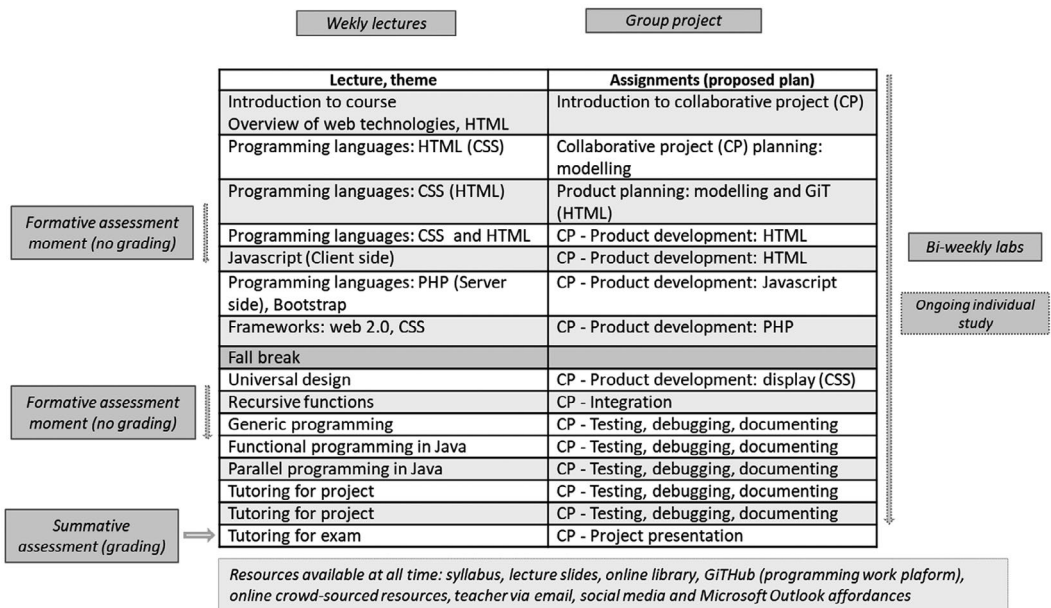 Wekly lectures
Group project
Lecture, theme
Assignments (proposed plan)
Introduction to course
Overview of web technologies, HTML
Introduction to collaborative project (CP)
Programming languages: HTML (CSS)
Collaborative project (CP) planning:
modelling
Programming languages: CSS (HTML)
Product planning: modelling and GiT
(HTML)
Programming languages: CSS and HTML
CP - Product development: HTML
Javascript (Client side)
CP - Product development: HTML
Programming languages: PHP (Server
side), Bootstrap
CP - Product development: Javascript
Frameworks: web 2.0, CSS
CP - Product development: PHP
Fall break
Universal design
CP - Product development: display (CSS)
Recursive functions
CP - Integration
Generic programming
CP - Testing, debugging, documenting
Functional programming in Java
CP - Testing, debugging, documenting
Parallel programming in Java
CP - Testing, debugging, documenting
Tutoring for project
CP - Testing, debugging, documenting
Tutoring for project
CP - Testing, debugging, documenting
Tutoring for exam
CP - Project presentation
Formative assessment
moment (no grading)
Formative assessment
moment (no grading)
Summative
assessment (grading)
Bi-weekly labs
Ongoing individual
study
Resources available at all time: syllabus, lecture slides, online library, GiTHub (programming work plaform),
online crowd-sourced resources, teacher via email, social media and Microsoft Outlook affordances